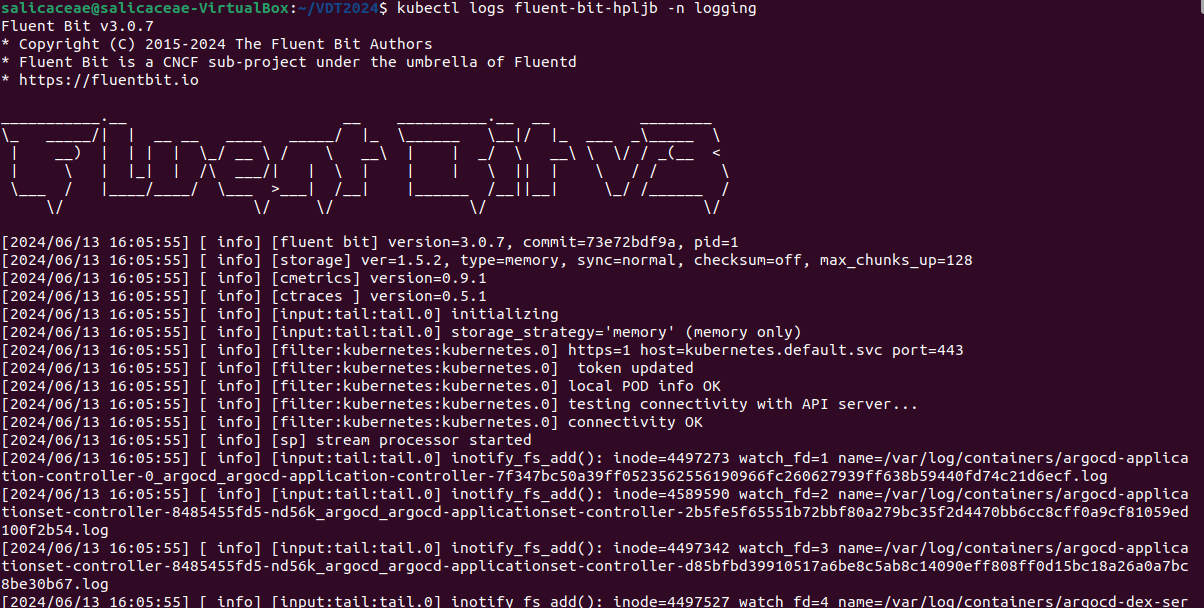 salicaceae@salicaceae-VirtualBox:~/VDT2024$ kubectl logs fluent-bit-hpljb -n logging
Fluent Bit v3.0.7
* Copyright (C) 2015-2024 The Fluent Bit Authors
* Fluent Bit is a CNCF sub-project under the umbrella of Fluentd
* https://fluentbit.io
Fluent Bit v3
[2024/06/13 16:05:55] [ info] [fluent bit] version=3.0.7, commit=73e72bdf9a, pid=1
[2024/06/13 16:05:55] [ info] [storage] ver=1.5.2, type=memory, sync=normal, checksum=off, max_chunks_up=128
[2024/06/13 16:05:55] [ info] [cmetrics] version=0.9.1
[2024/06/13 16:05:55] [ info] [ctraces ] version=0.5.1
[2024/06/13 16:05:55] [ info] [input:tail:tail.0] initializing
[2024/06/13 16:05:55] [ info] [input:tail:tail.0] storage_strategy='memory' (memory only)
[2024/06/13 16:05:55] [ info] [filter:kubernetes:kubernetes.0] https=1 host=kubernetes.default.svc port=443
[2024/06/13 16:05:55] [ info] [filter:kubernetes:kubernetes.0]  token updated
[2024/06/13 16:05:55] [ info] [filter:kubernetes:kubernetes.0] local POD info OK
[2024/06/13 16:05:55] [ info] [filter:kubernetes:kubernetes.0] testing connectivity with API server...
[2024/06/13 16:05:55] [ info] [filter:kubernetes:kubernetes.0] connectivity OK
[2024/06/13 16:05:55] [ info] [sp] stream processor started
[2024/06/13 16:05:55] [ info] [input:tail:tail.0] inotify_fs_add(): inode=4497273 watch_fd=1 name=/var/log/containers/argocd-applica
tion-controller-0_argocd_argocd-application-controller-7f347bc50a39ff0523562556190966fc260627939ff638b59440fd74c21d6ecf.log
[2024/06/13 16:05:55] [ info] [input:tail:tail.0] inotify_fs_add(): inode=4589590 watch_fd=2 name=/var/log/containers/argocd-applica
tionset-controller-8485455fd5-nd56k_argocd_argocd-applicationset-controller-2b5fe5f65551b72bbf80a279bc35f2d4470bb6cc8cff0a9cf81059ed
100f2b54.log
[2024/06/13 16:05:55] [ info] [input:tail:tail.0] inotify_fs_add(): inode=4497342 watch_fd=3 name=/var/log/containers/argocd-applica
tionset-controller-8485455fd5-nd56k_argocd_argocd-applicationset-controller-d85bfbd39910517a6be8c5ab8c14090eff808ff0d15bc18a26a0a7bc
8be30b67.log
[2024/06/13 16:05:55] [ info] [input:tail:tail.0] inotify_fs_add(): inode=4497527 watch_fd=4 name=/var/log/containers/argocd-dex-ser